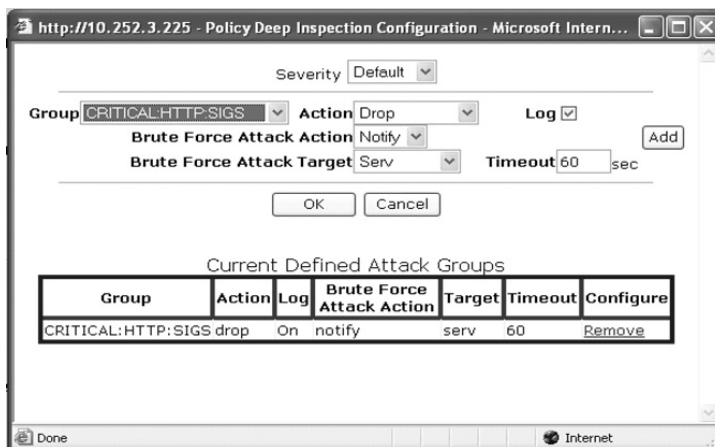 http://10.252.3.225 - Policy Deep Inspection Configuration - Microsoft Intern...
Severity Default
Group CRITICAL:HTTP:SIGS Action Drop Log
Brute Force Attack Action Notify Add
Brute Force Attack Target Serv Timeout 60 sec
OK Cancel
Current Defined Attack Groups
Group Action Log Brute Force Attack Action Target Timeout Configure
CRITICAL:HTTP:SIGS drop On notify serv 60 Remove
Done Internet